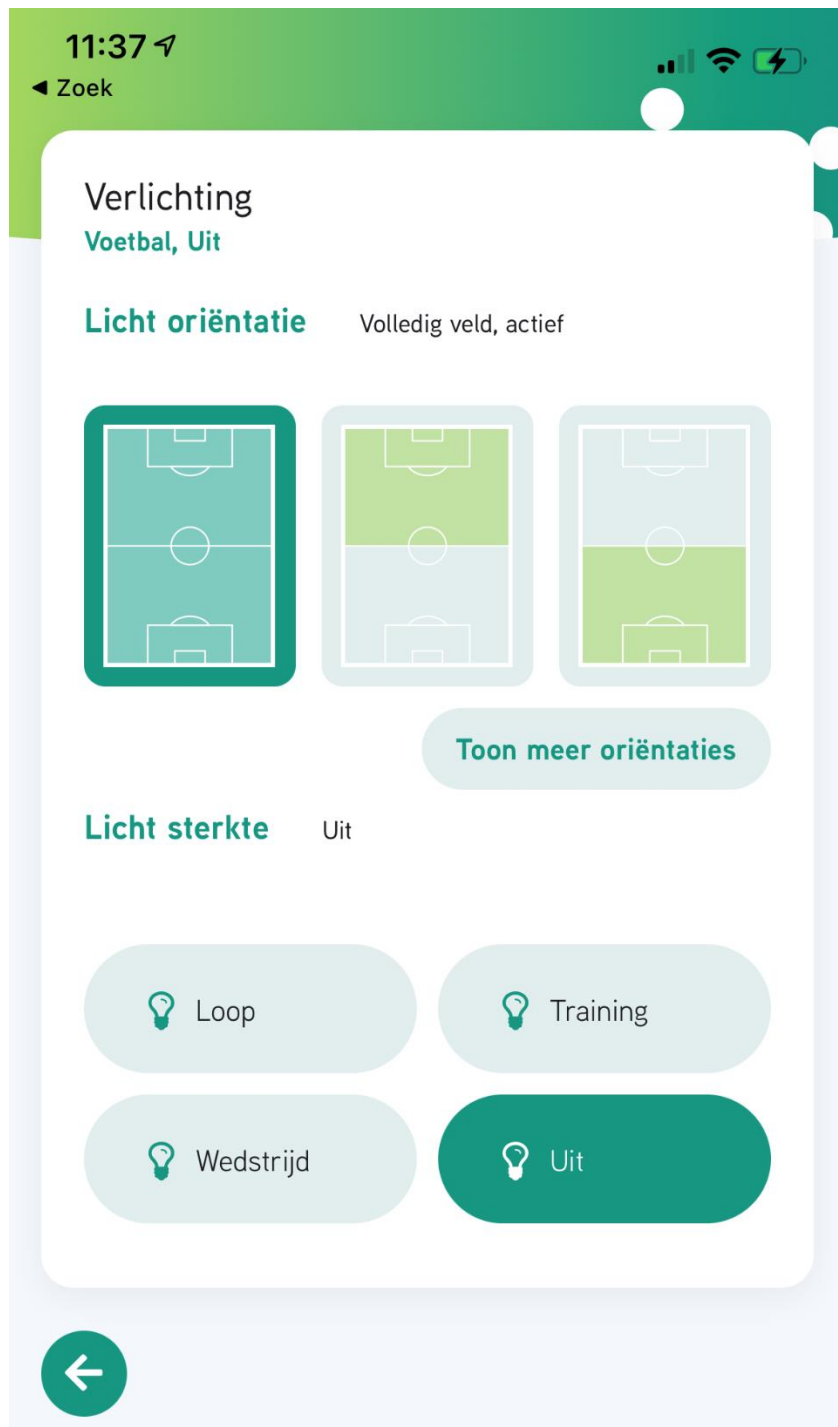 11:37
Zoek
Verlichting
Voetbal, Uit
Licht oriëntatie Volledig veld, actief
Toon meer oriëntaties
Licht sterkte Uit
Loop Training
Wedstrijd Uit